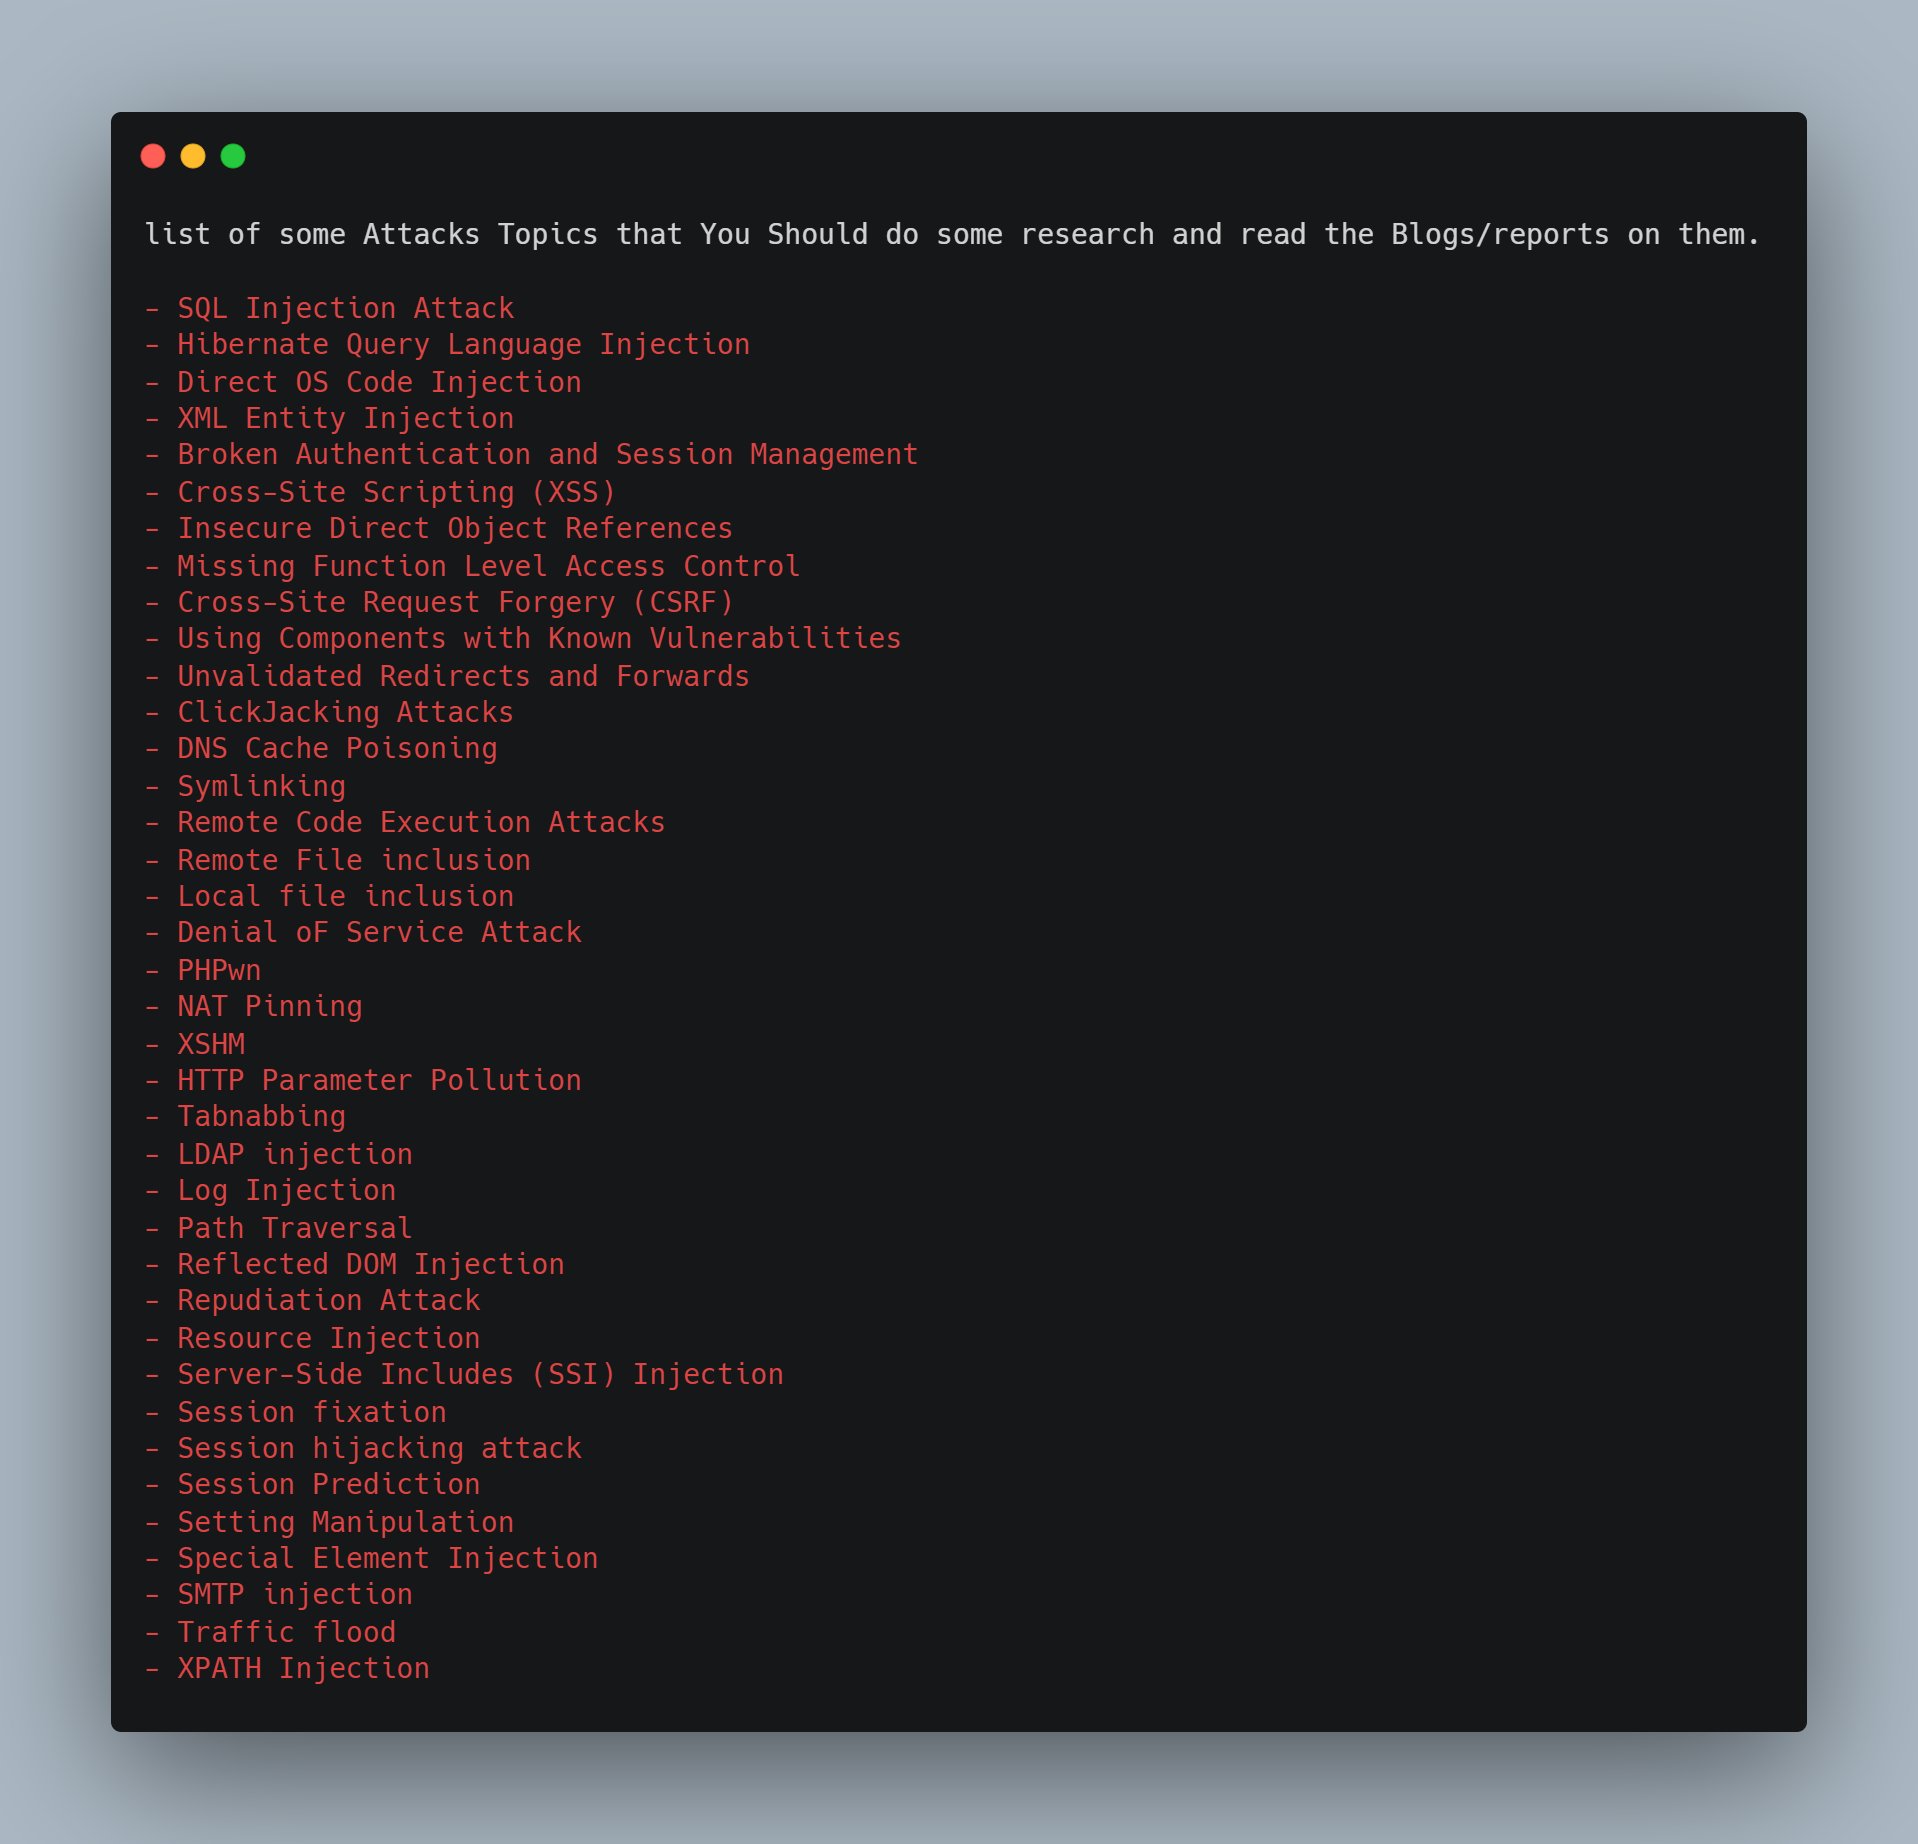 list of some Attacks Topics that You Should do some research and read the Blogs/reports on them.
- SQL Injection Attack
- Hibernate Query Language Injection
- Direct OS Code Injection
- XML Entity Injection
- Broken Authentication and Session Management
- Cross-Site Scripting (XSS)
- Insecure Direct Object References
- Missing Function Level Access Control
- Cross-Site Request Forgery (CSRF)
- Using Components with Known Vulnerabilities
- Unvalidated Redirects and Forwards
- ClickJacking Attacks
- DNS Cache Poisoning
- Symlinking
- Remote Code Execution Attacks
- Remote File inclusion
- Local file inclusion
- Denial oF Service Attack
- PHPwn
- NAT Pinning
- XSHM
- HTTP Parameter Pollution
- Tabnabbing
- LDAP injection
- Log Injection
- Path Traversal
- Reflected DOM Injection
- Repudiation Attack
- Resource Injection
- Server-Side Includes (SSI) Injection
- Session fixation
- Session hijacking attack
- Session Prediction
- Setting Manipulation
- Special Element Injection
- SMTP injection
- Traffic flood
- XPATH Injection